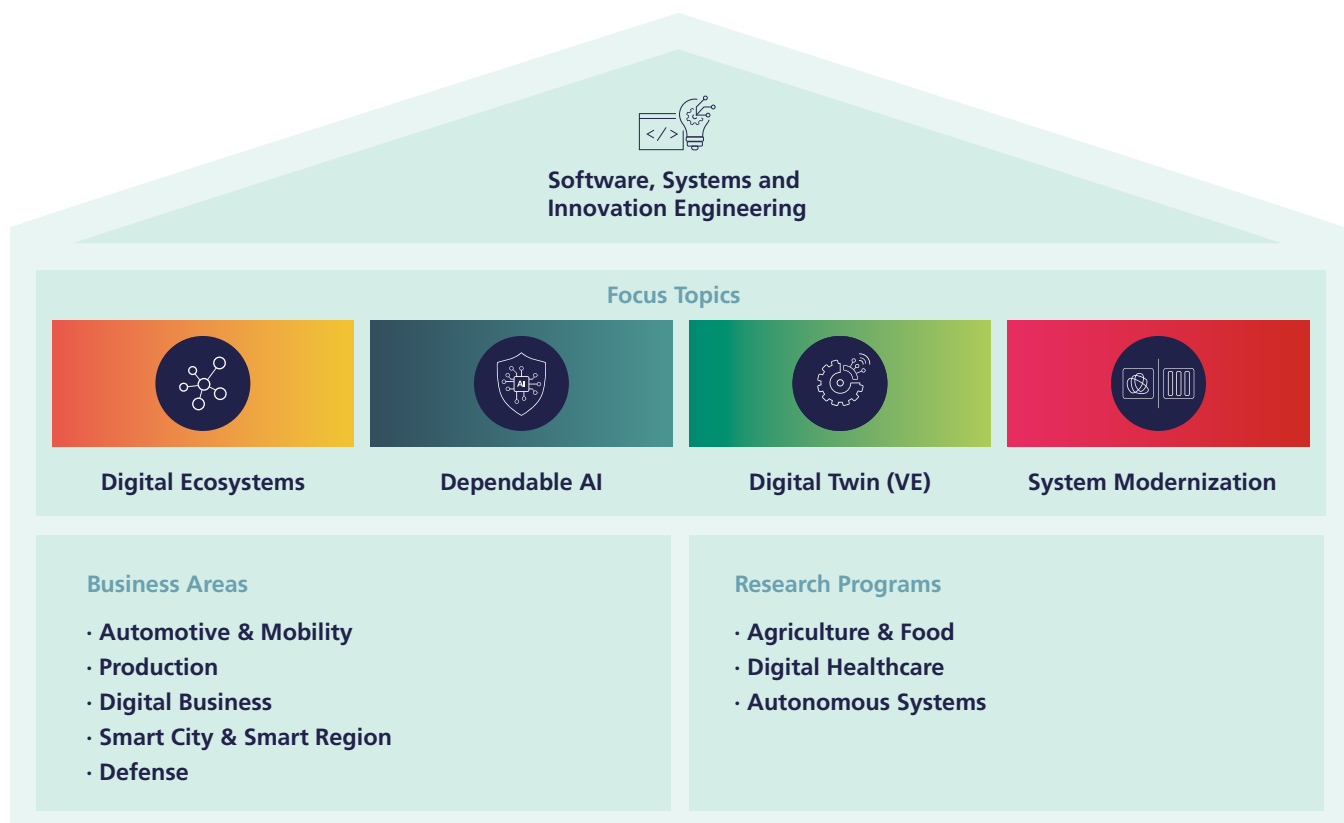 </>
Software, Systems and
Innovation Engineering
Focus Topics
AI
Digital Ecosystems
Dependable AI
Digital Twin (VE)
System Modernization
Business Areas
· Automotive & Mobility
· Production
· Digital Business
· Smart City & Smart Region
· Defense
Research Programs
· Agriculture & Food
· Digital Healthcare
· Autonomous Systems